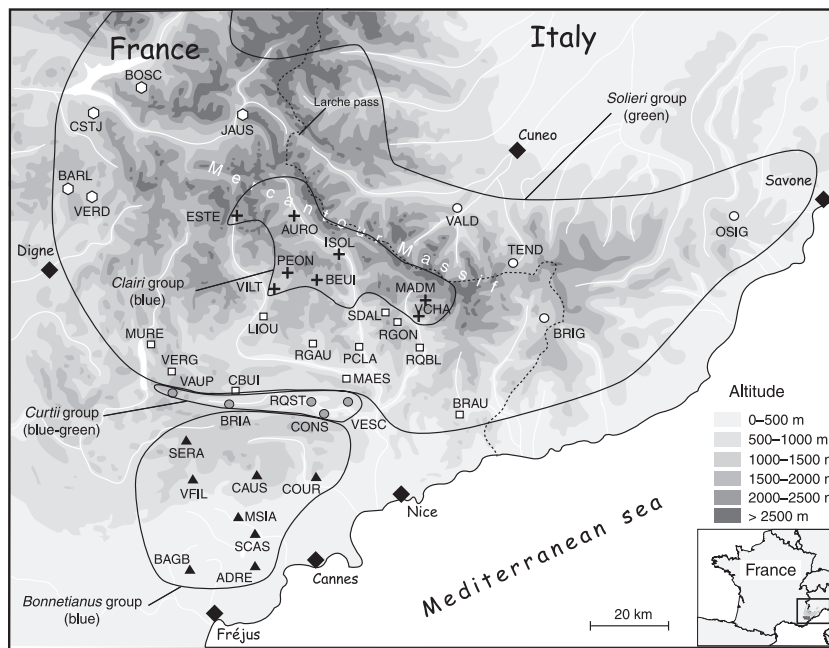 France
Italy
BOSC
Larche pass
Solieri group
(green)
CSTJ
JAUS
Cuneo
Mercantour Massif
BARL
VERD
Savone
ESTE
AURO
VALD
OSIG
ISOL
TEND
Digne
PEON
Clairi group
(blue)
BEUI
VILT
MADM
VCHA
SDAL
LIOU
RGON
BRIG
MURE
RGAU
PCLA
RQBL
VERG
MAES
VAUP
CBUI
Altitude
RQST
BRAU
0–500 m
Curtii group
(blue-green)
BRIA
CONS
VESC
500–1000 m
1000–1500 m
SERA
1500–2000 m
VFIL
CAUS
COUR
2000–2500 m
Nice
> 2500 m
MSIA
SCAS
Mediterranean sea
BAGB
ADRE
Cannes
France
Bonnetianus group
(blue)
20 km
Fréjus